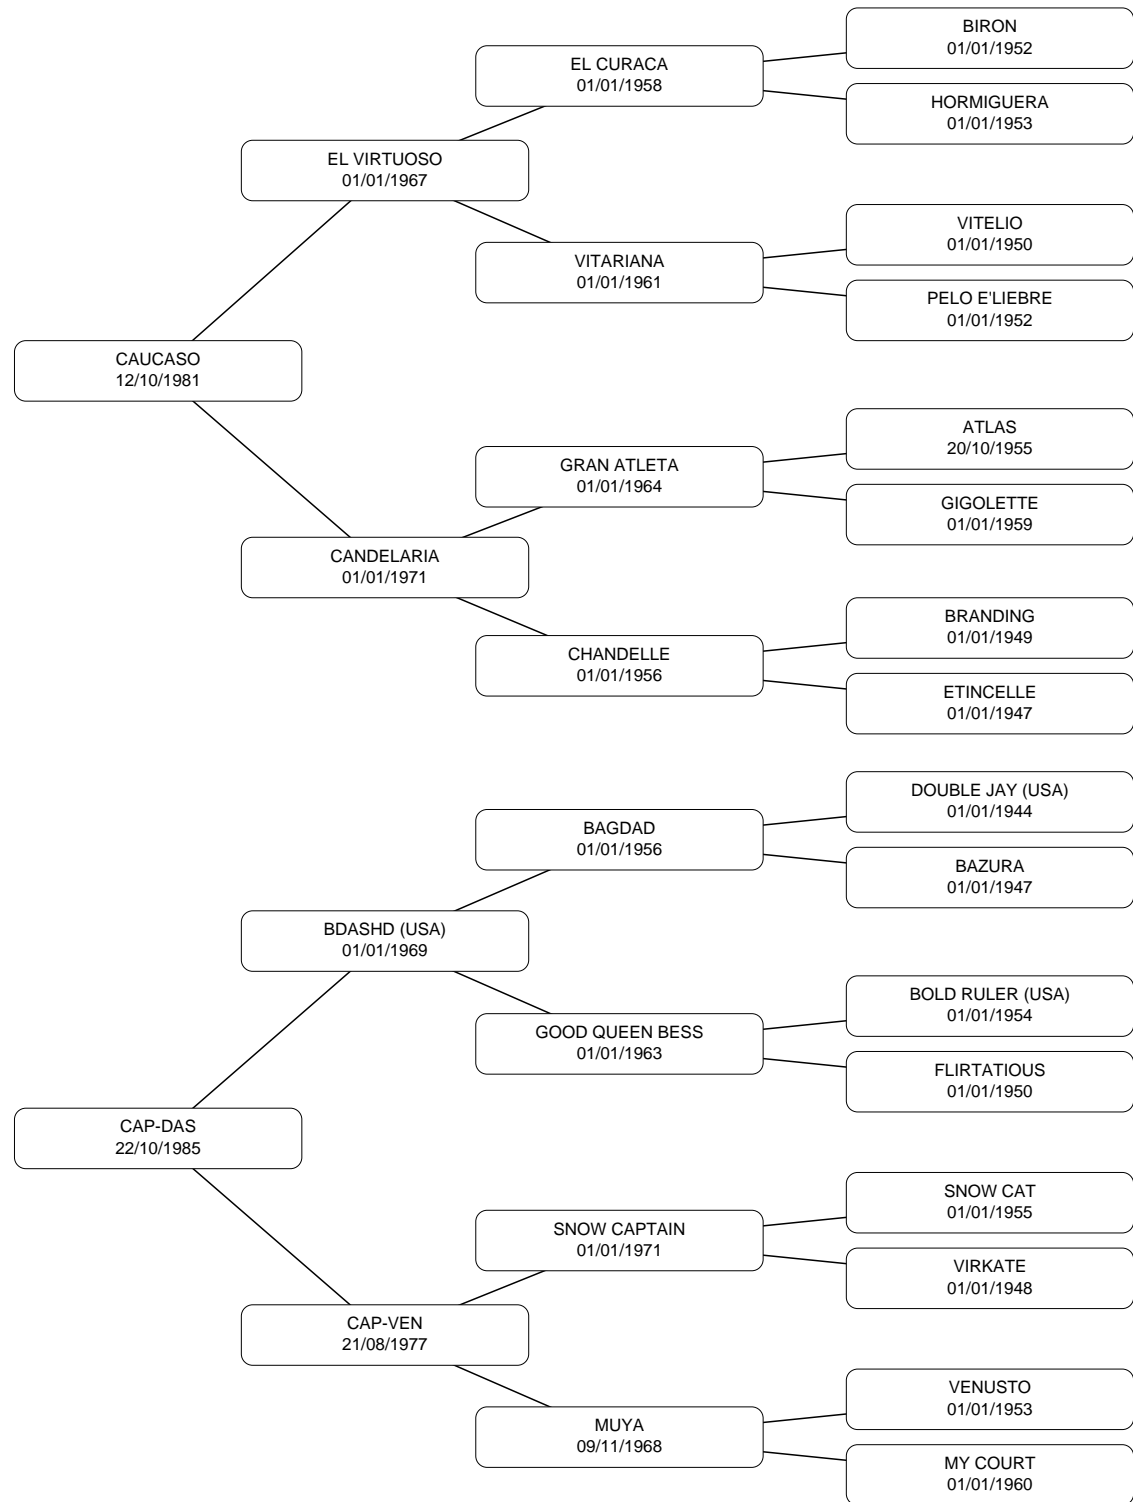 BIRON
01/01/1952
EL CURACA
01/01/1958
HORMIGUERA
01/01/1953
EL VIRTUOSO
01/01/1967
VITELIO
01/01/1950
VITARIANA
01/01/1961
PELO E'LIEBRE
01/01/1952
CAUCASO
12/10/1981
ATLAS
20/10/1955
GRAN ATLETA
01/01/1964
GIGOLETTE
01/01/1959
CANDELARIA
01/01/1971
BRANDING
01/01/1949
CHANDELLE
01/01/1956
ETINCELLE
01/01/1947
DOUBLE JAY (USA)
01/01/1944
BAGDAD
01/01/1956
BAZURA
01/01/1947
BDASHD (USA)
01/01/1969
BOLD RULER (USA)
01/01/1954
GOOD QUEEN BESS
01/01/1963
FLIRTATIOUS
01/01/1950
CAP-DAS
22/10/1985
SNOW CAT
01/01/1955
SNOW CAPTAIN
01/01/1971
VIRKATE
01/01/1948
CAP-VEN
21/08/1977
VENUSTO
01/01/1953
MUYA
09/11/1968
MY COURT
01/01/1960